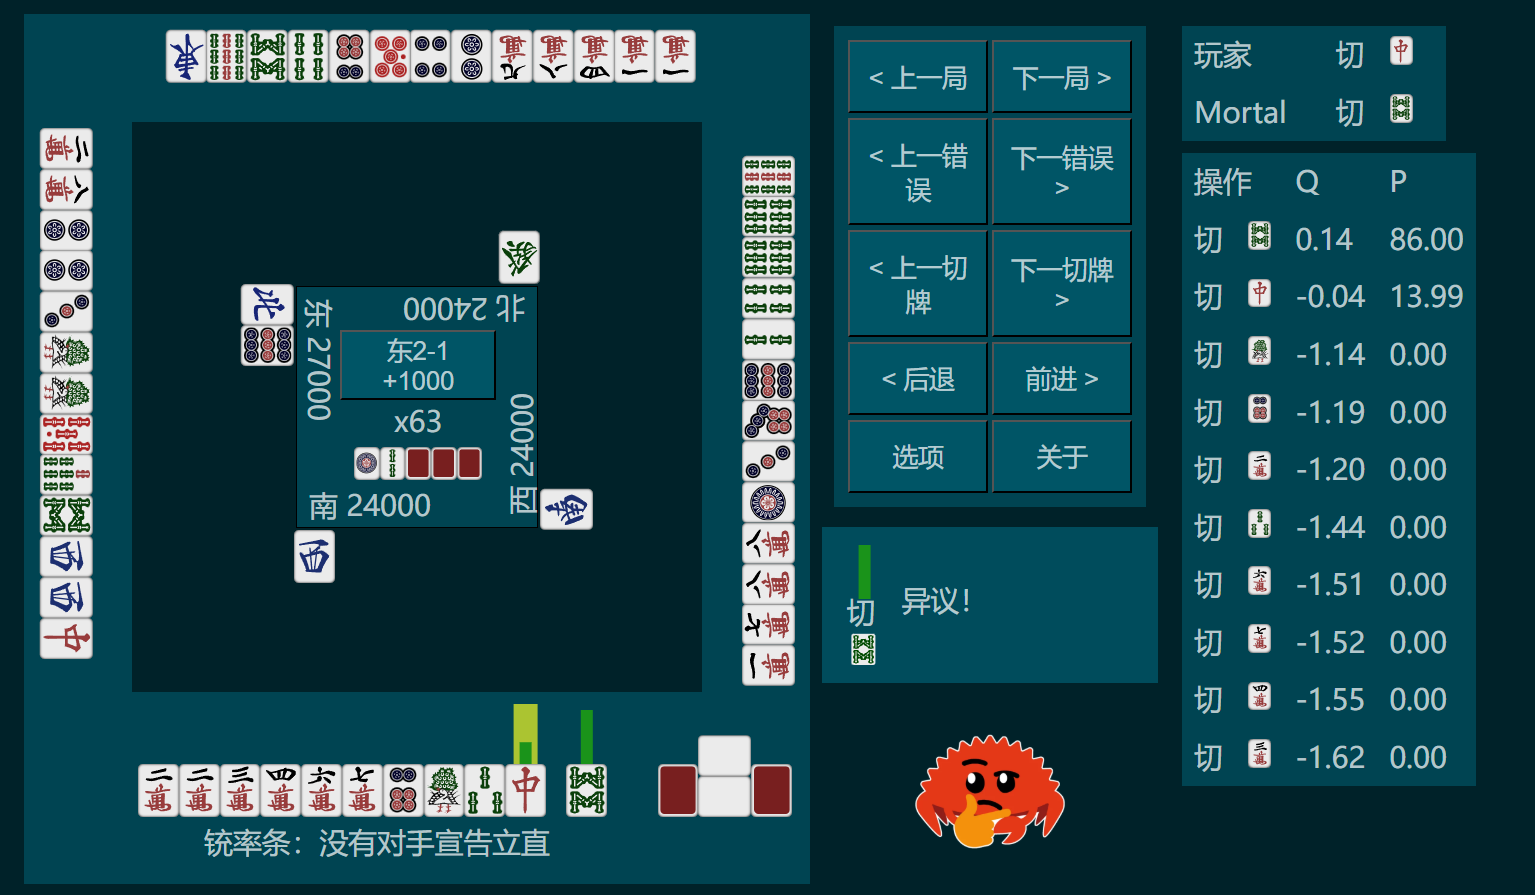 东 27000
北 24000
东2-1
+1000
x63
西 24000
南 24000
铳率条：没有对手宣告立直
< 上一局
下一局 >
< 上一错误
下一错误 >
< 上一切牌
下一切牌 >
< 后退
前进 >
选项
关于
切
异议！
玩家 切
Mortal 切
操作 Q P
切 0.14 86.00
切 -0.04 13.99
切 -1.14 0.00
切 -1.19 0.00
切 -1.20 0.00
切 -1.44 0.00
切 -1.51 0.00
切 -1.52 0.00
切 -1.55 0.00
切 -1.62 0.00